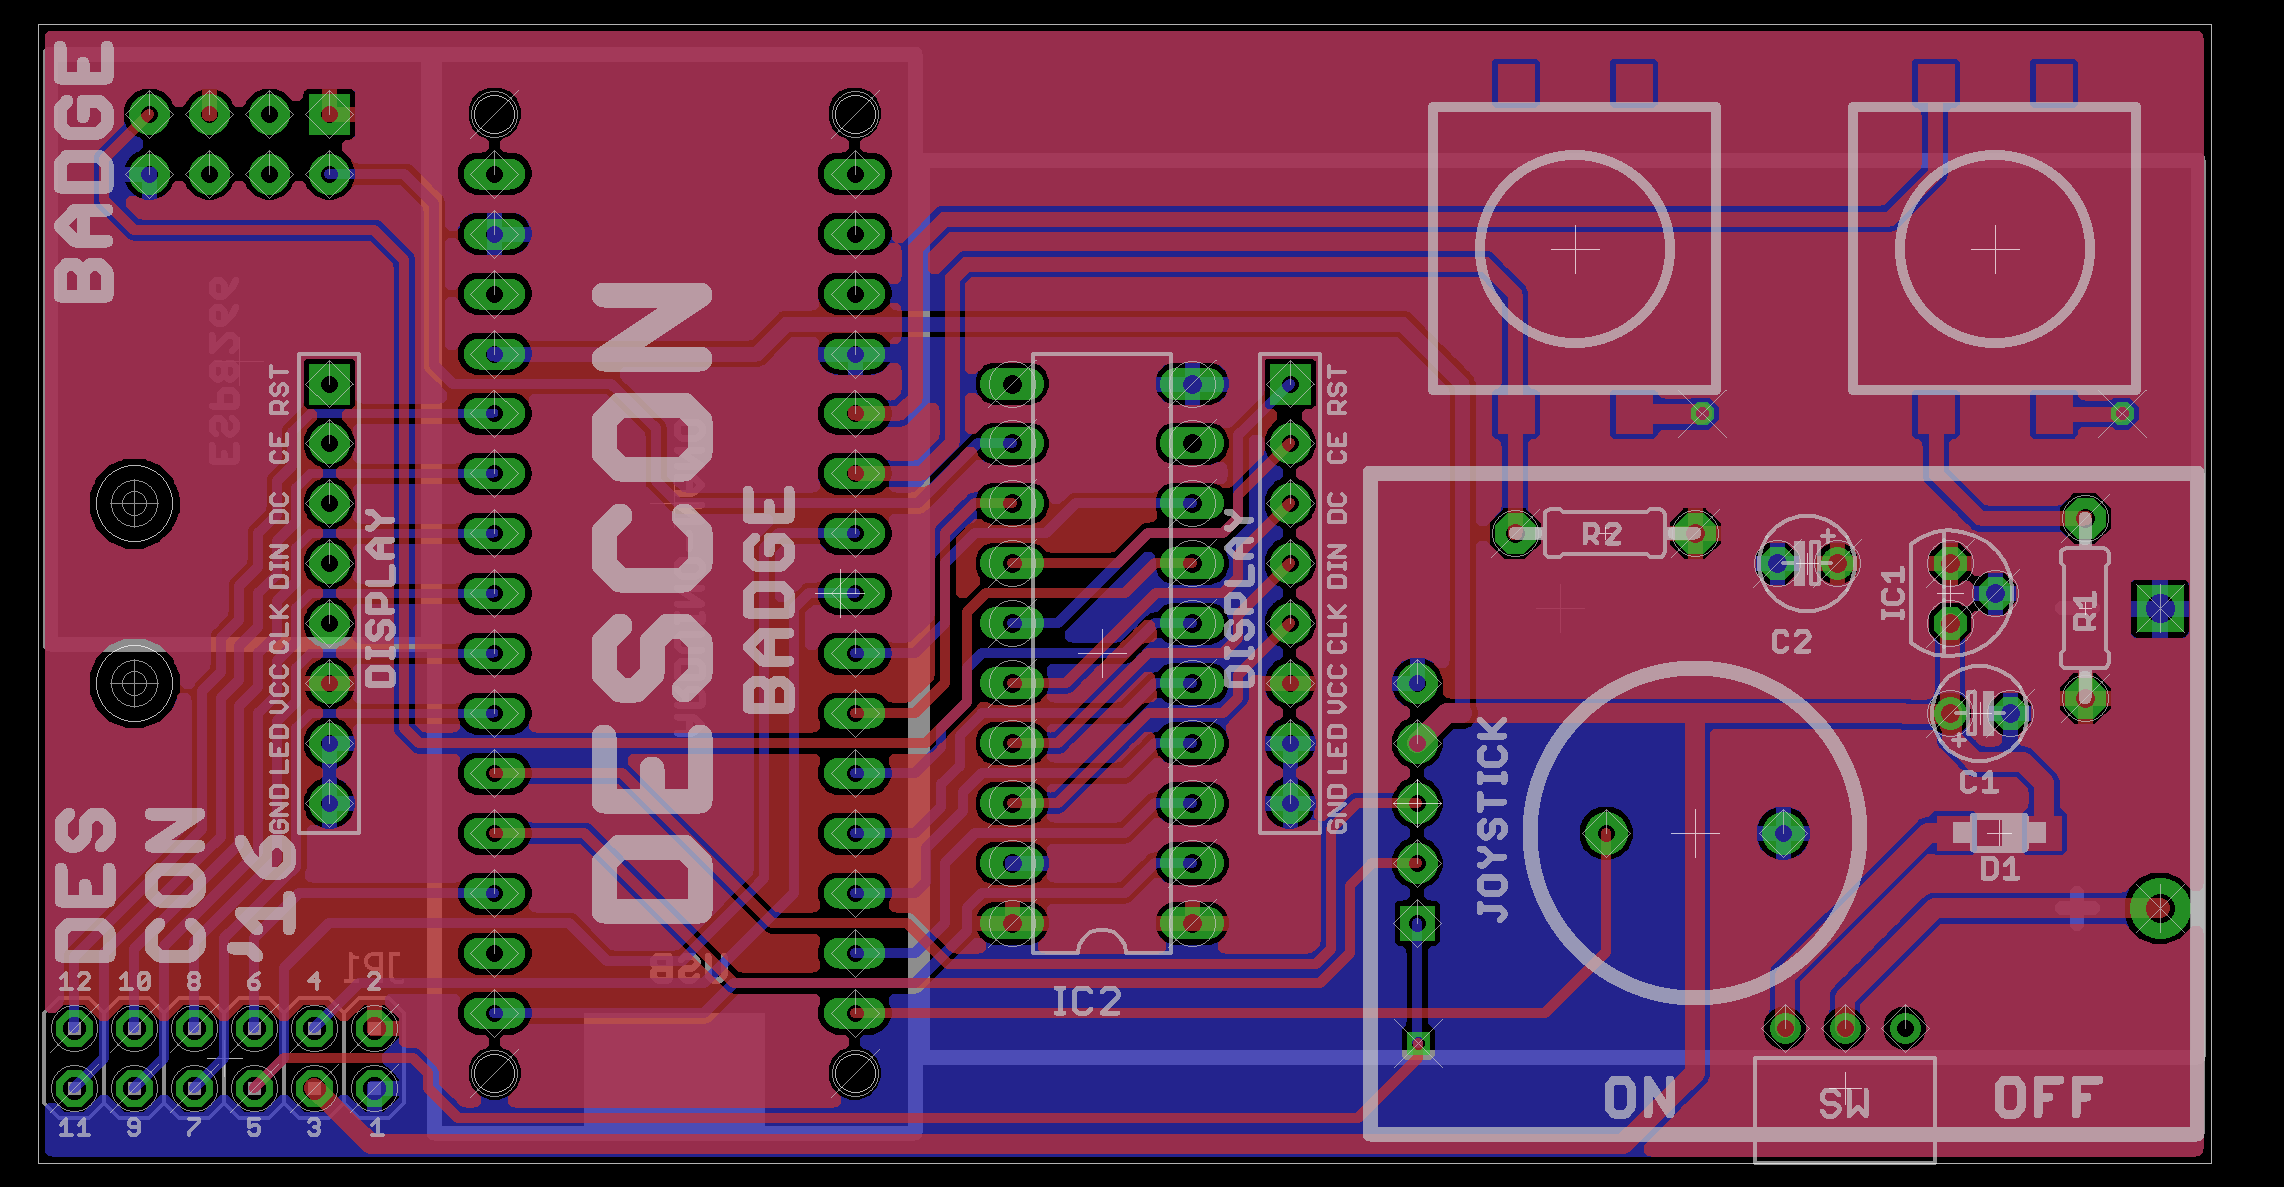 BADGE
ESP8266
RST
CE
DC
DIN
CLK
VCC
LED
GND
DISPLAY
DESCON
BADGE
RST
CE
DC
DIN
CLK
VCC
LED
GND
DISPLAY
R2
C2
IC1
R1
C1
D1
JOYSTICK
DES
CON
'16
JP1
USB
IC2
12 10 8 6 4 2
11 9 7 5 3 1
ON
SW
OFF